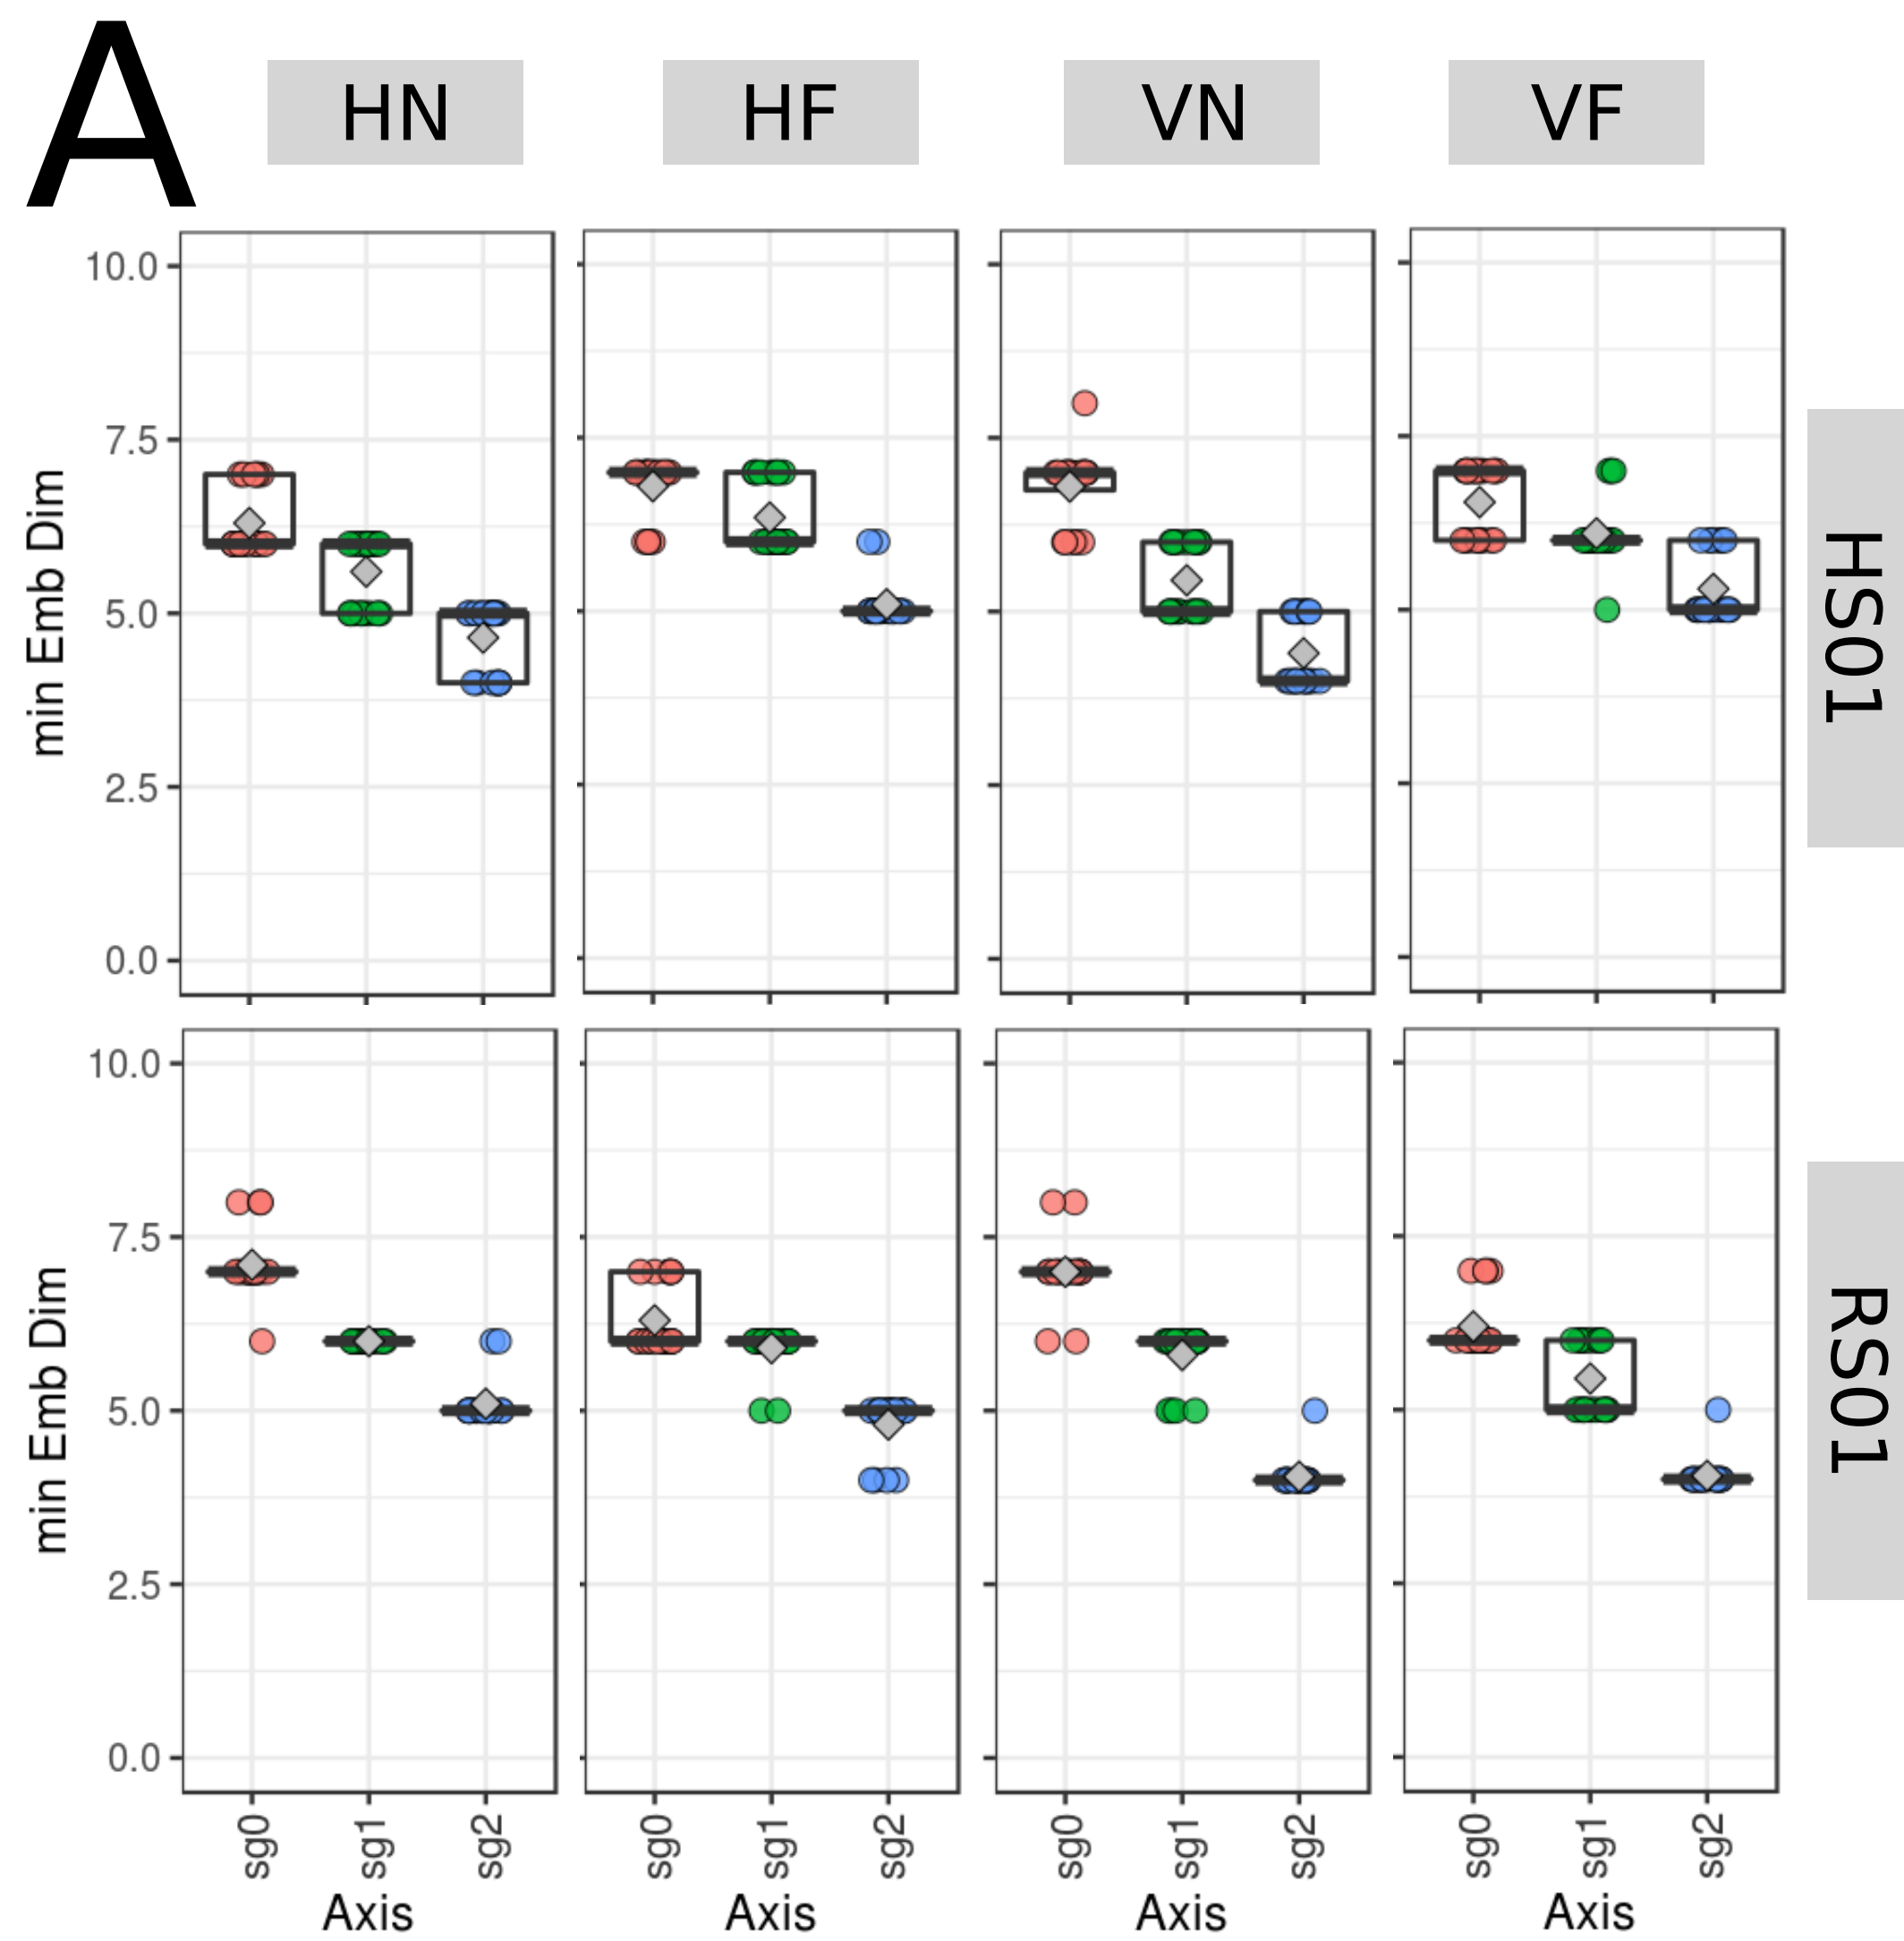 A
HN HF VN VF
10.0
7.5
5.0
2.5
0.0
min Emb Dim
HS01
10.0
7.5
5.0
2.5
0.0
min Emb Dim
RS01
sg0 sg1 sg2 sg0 sg1 sg2 sg0 sg1 sg2 sg0 sg1 sg2
Axis Axis Axis Axis